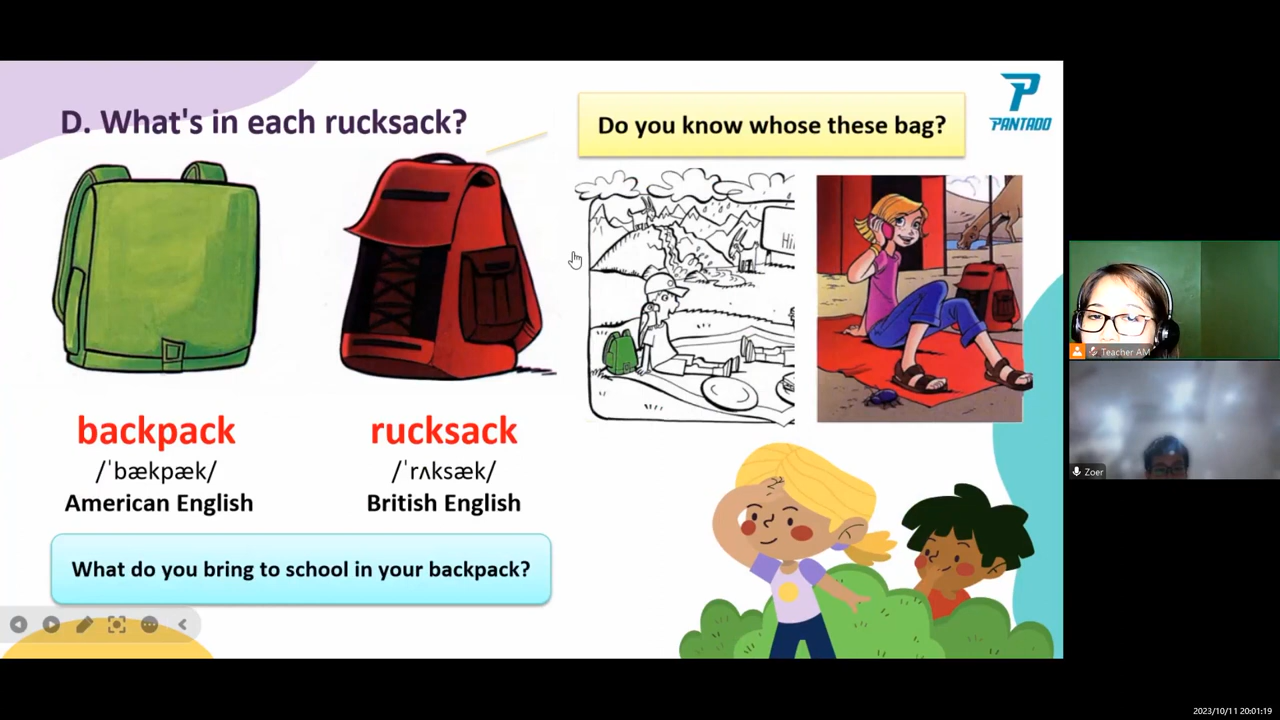 D. What's in each rucksack?
Do you know whose these bag?
PANTADO
Hi
backpack
rucksack
/ˈbækpæk/
/ˈrʌksæk/
American English
British English
What do you bring to school in your backpack?
Teacher AM
Zoer
2023/10/11 20:01:19